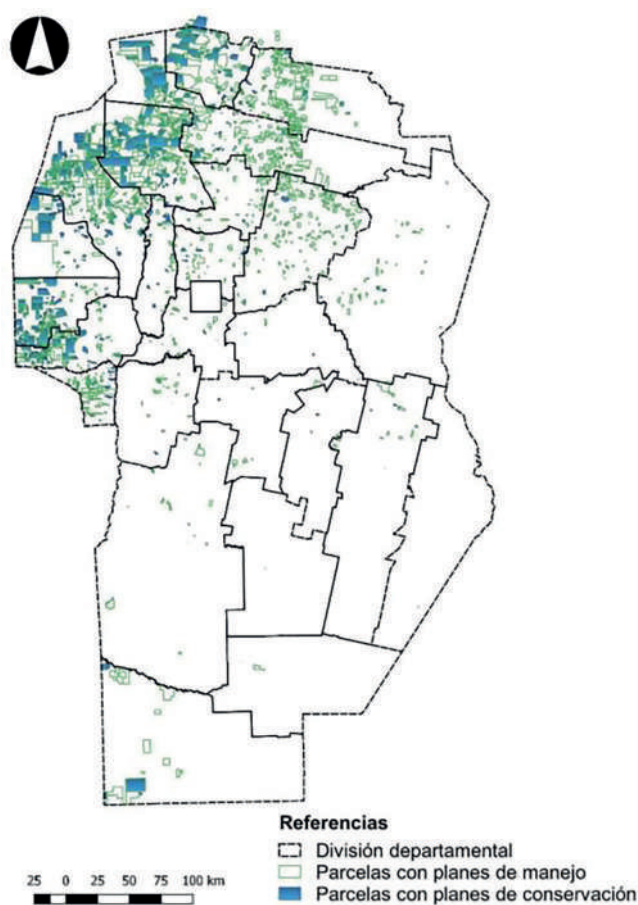 Referencias
División departamental
Parcelas con planes de manejo
Parcelas con planes de conservación
25 0 25 50 75 100 km